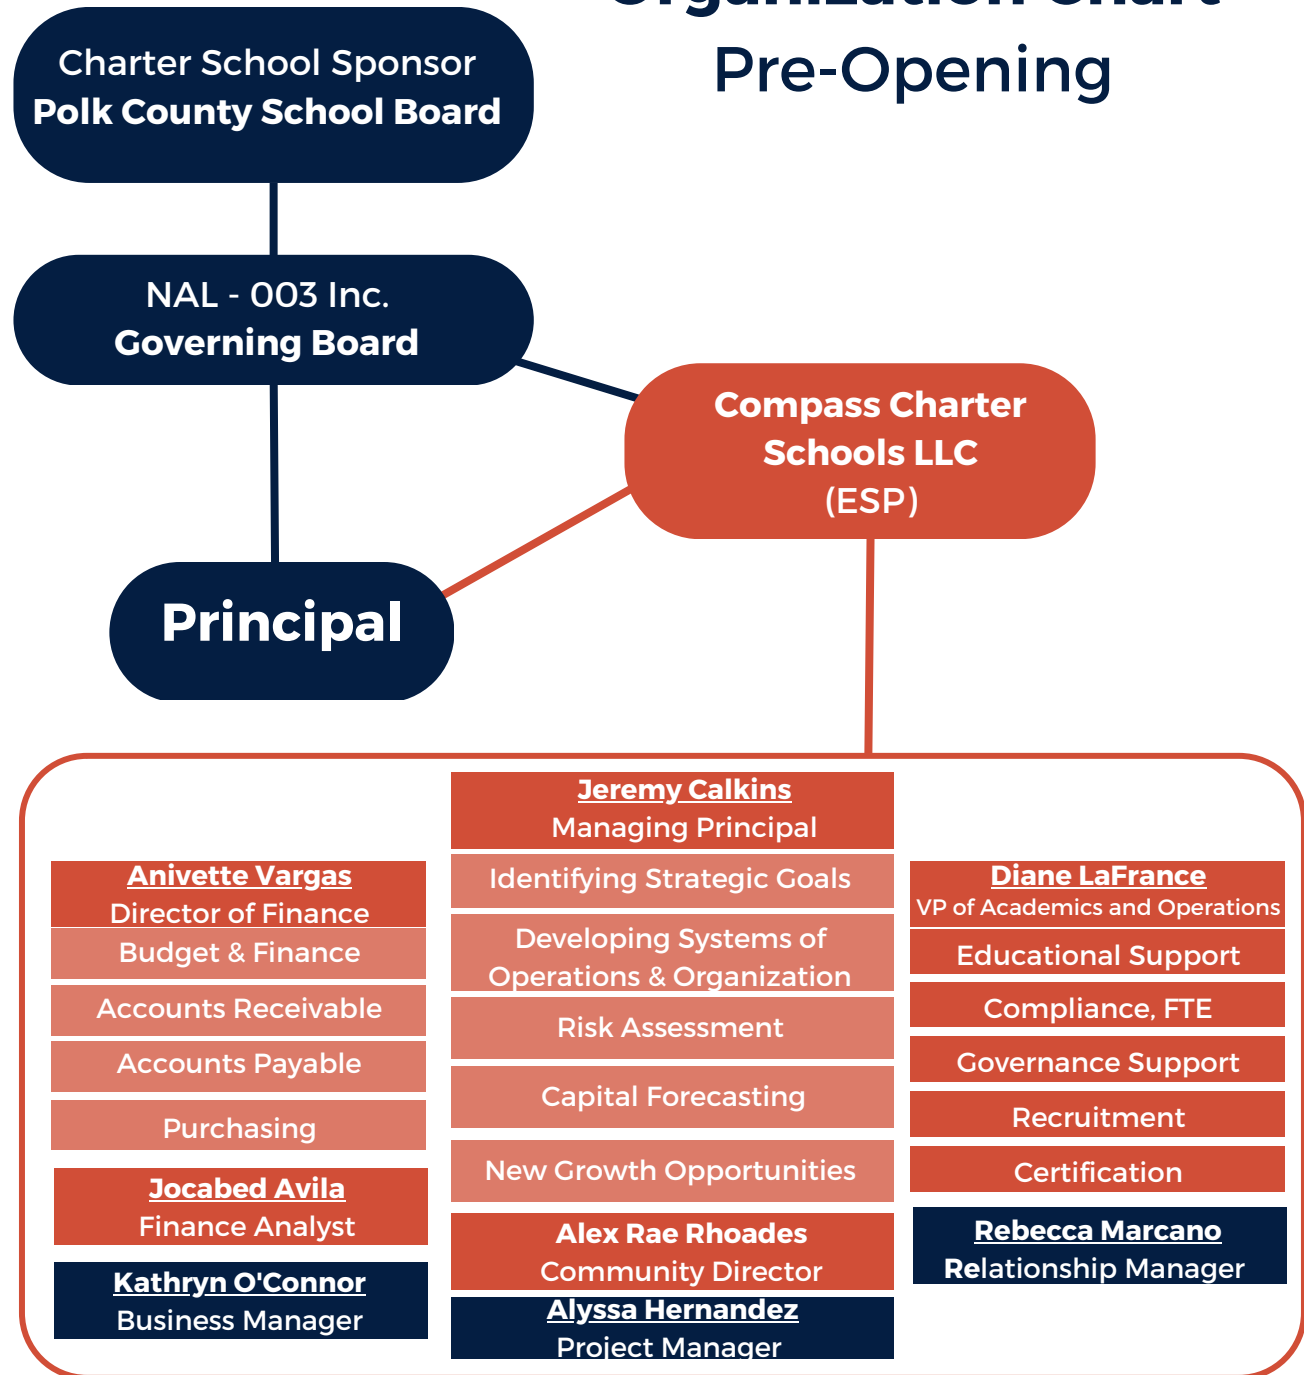 Organization Chart
Pre-Opening
Charter School Sponsor
Polk County School Board
NAL - 003 Inc.
Governing Board
Compass Charter
Schools LLC
(ESP)
Principal
Jeremy Calkins
Managing Principal
Identifying Strategic Goals
Developing Systems of
Operations & Organization
Risk Assessment
Capital Forecasting
New Growth Opportunities
Alex Rae Rhoades
Community Director
Alyssa Hernandez
Project Manager
Anivette Vargas
Director of Finance
Budget & Finance
Accounts Receivable
Accounts Payable
Purchasing
Jocabed Avila
Finance Analyst
Kathryn O'Connor
Business Manager
Diane LaFrance
VP of Academics and Operations
Educational Support
Compliance, FTE
Governance Support
Recruitment
Certification
Rebecca Marcano
Relationship Manager